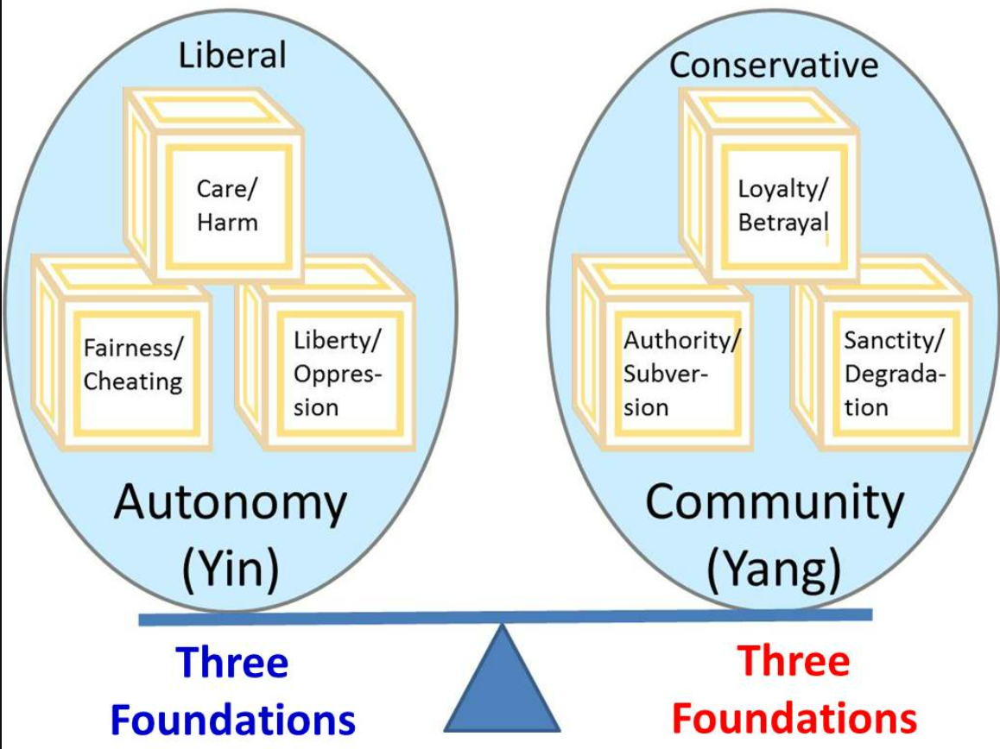 Liberal
Care/
Harm
Fairness/
Cheating
Liberty/
Oppres-
sion
Autonomy
(Yin)
Three
Foundations
Conservative
Loyalty/
Betrayal
Authority/
Subver-
sion
Sanctity/
Degrada-
tion
Community
(Yang)
Three
Foundations